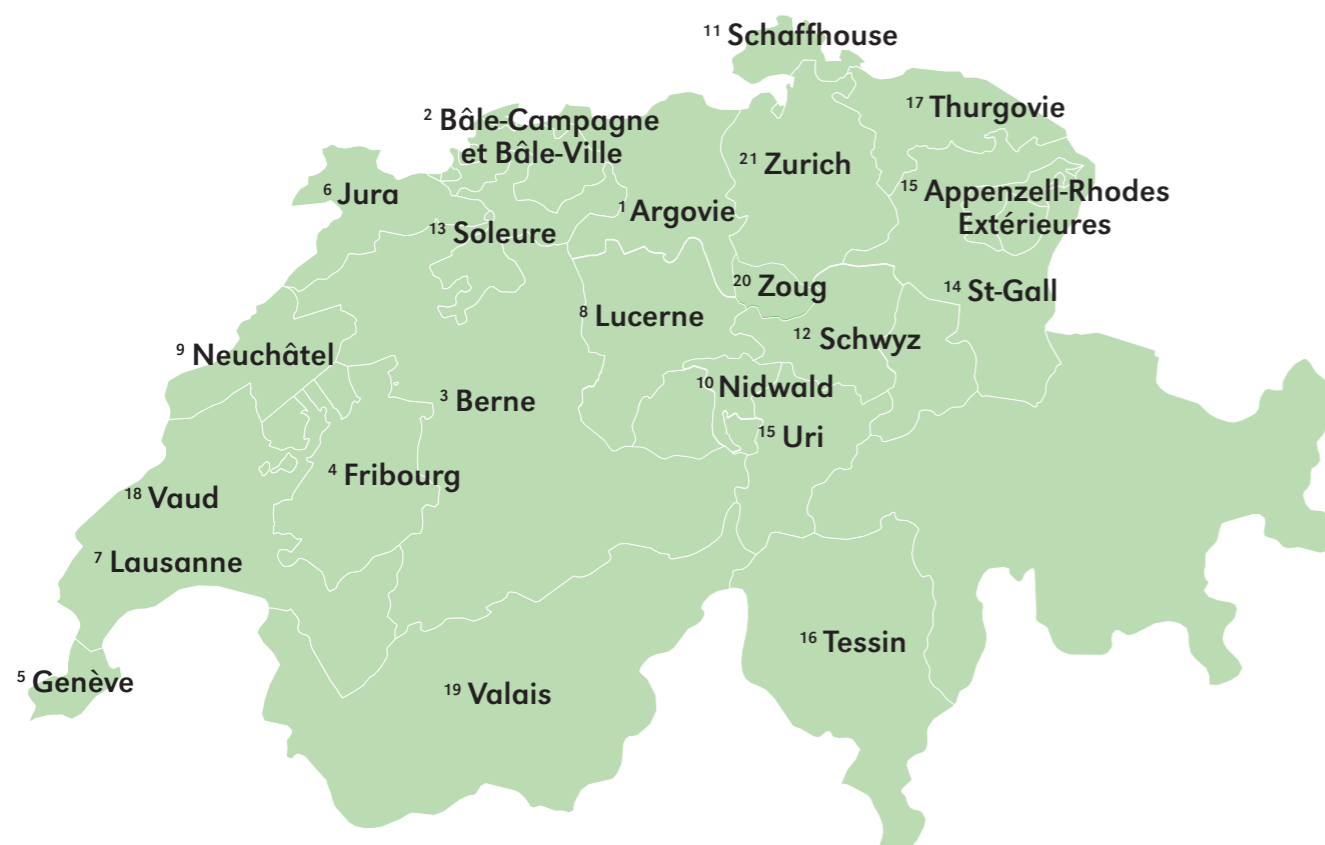 11 Schaffhouse
17 Thurgovie
2 Bâle-Campagne
et Bâle-Ville
21 Zurich
6 Jura
15 Appenzell-Rhodes
Extérieures
1 Argovie
13 Soleure
20 Zoug
14 St-Gall
8 Lucerne
12 Schwyz
9 Neuchâtel
10 Nidwald
3 Berne
15 Uri
4 Fribourg
18 Vaud
7 Lausanne
16 Tessin
5 Genève
19 Valais